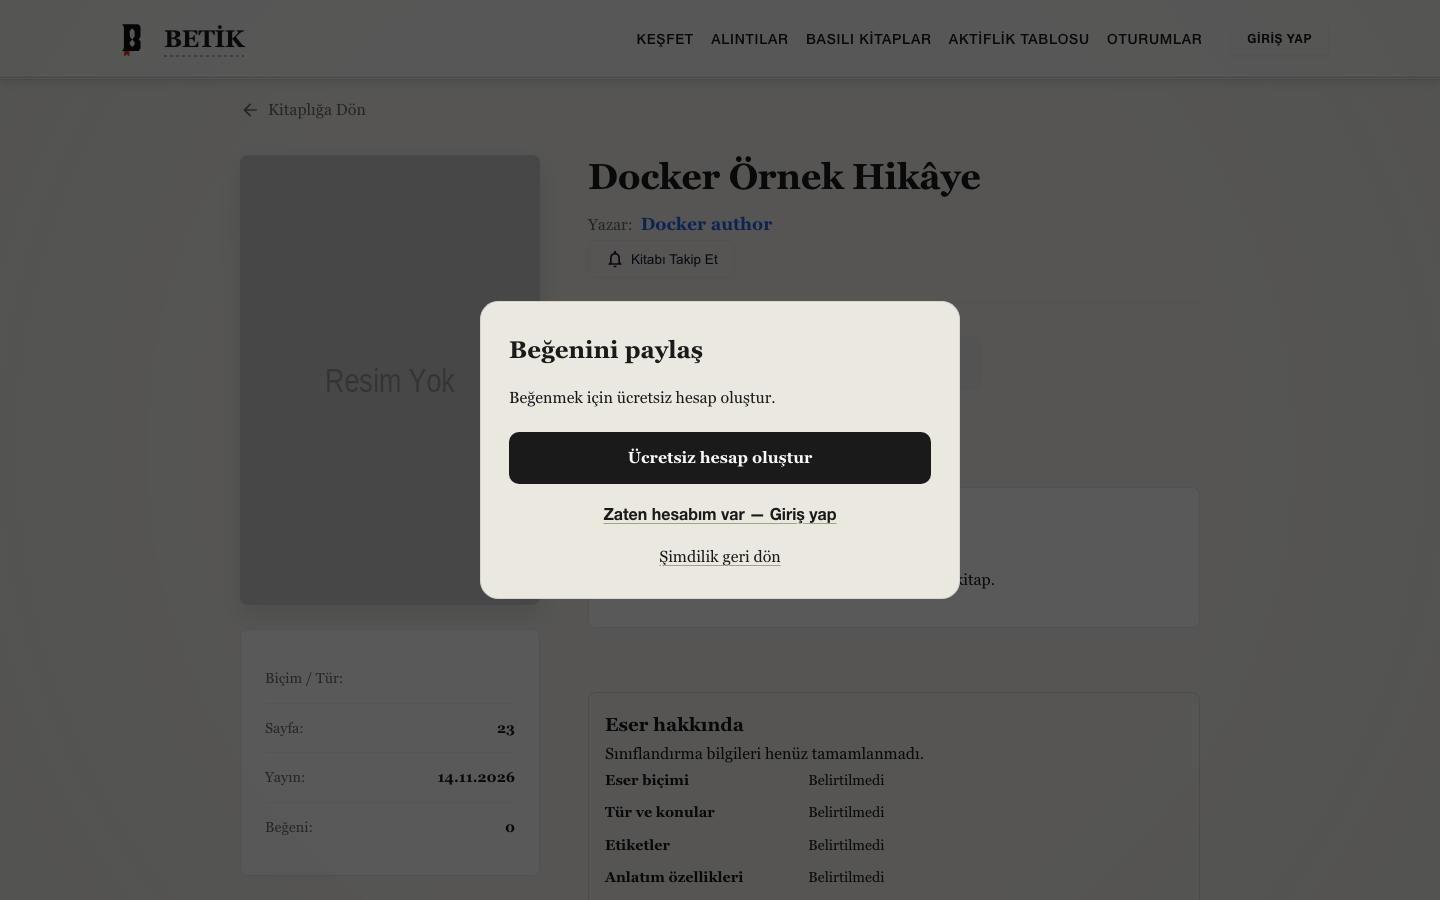 BETİK
KEŞFET ALINTILAR BASILI KİTAPLAR AKTİFLİK TABLOSU OTURUMLAR GİRİŞ YAP
Kitaplığa Dön
Resim Yok
Docker Örnek Hikâye
Yazar: Docker author
Kitabı Takip Et
Beğenini paylaş
Beğenmek için ücretsiz hesap oluştur.
Ücretsiz hesap oluştur
Zaten hesabım var — Giriş yap
Şimdilik geri dön
kitap.
Biçim / Tür:
Sayfa: 23
Yayın: 14.11.2026
Beğeni: 0
Eser hakkında
Sınıflandırma bilgileri henüz tamamlanmadı.
Eser biçimi Belirtilmedi
Tür ve konular Belirtilmedi
Etiketler Belirtilmedi
Anlatım özellikleri Belirtilmedi